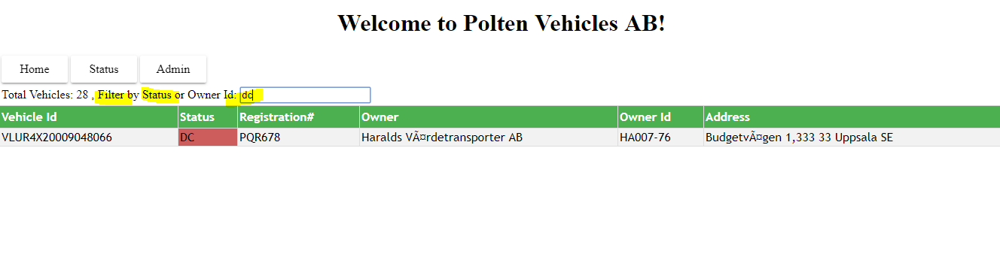 Welcome to Polten Vehicles AB!
Home Status Admin
Total Vehicles: 28 , Filter by Status or Owner Id: dc
Vehicle Id Status Registration# Owner Owner Id Address
VLUR4X20009048066 DC PQR678 Haralds VÃ¤rdetransporter AB HA007-76 BudgetvÃ¤gen 1,333 33 Uppsala SE